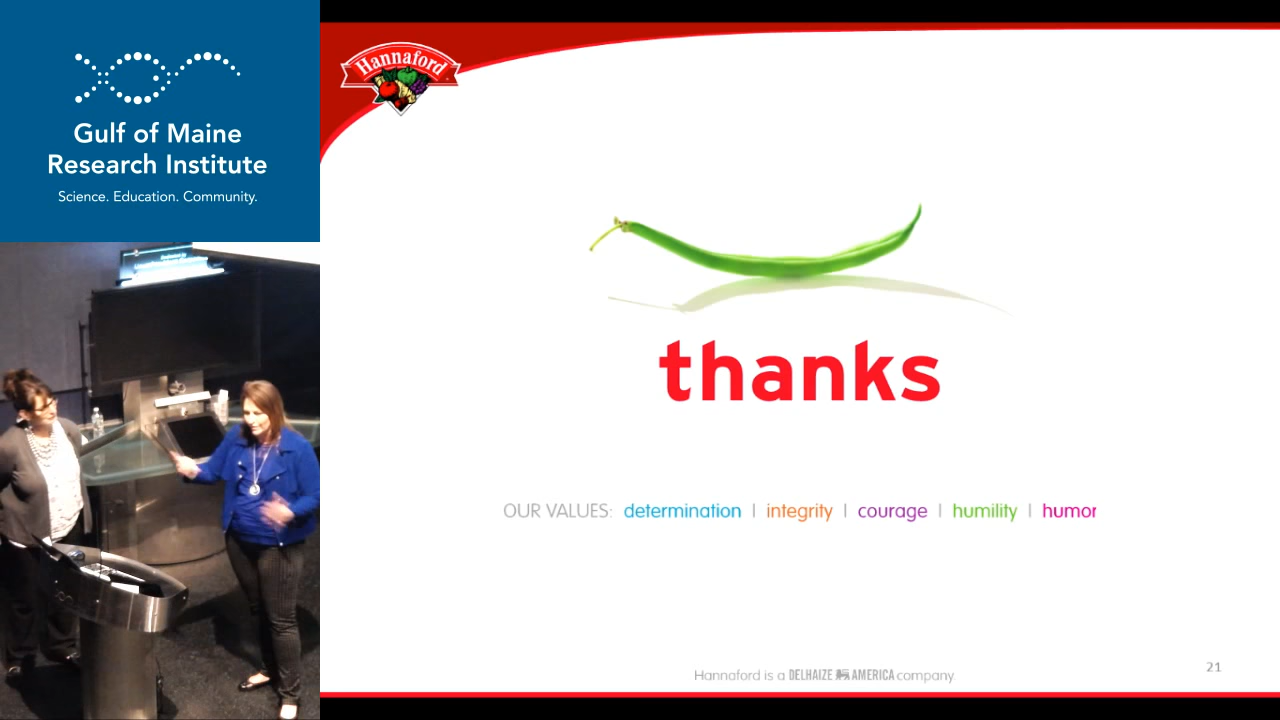 Gulf of Maine
Research Institute
Science. Education. Community.
Hannaford
thanks
OUR VALUES: determination | integrity | courage | humility | humor
Hannaford is a DELHAIZE AMERICA company.
21